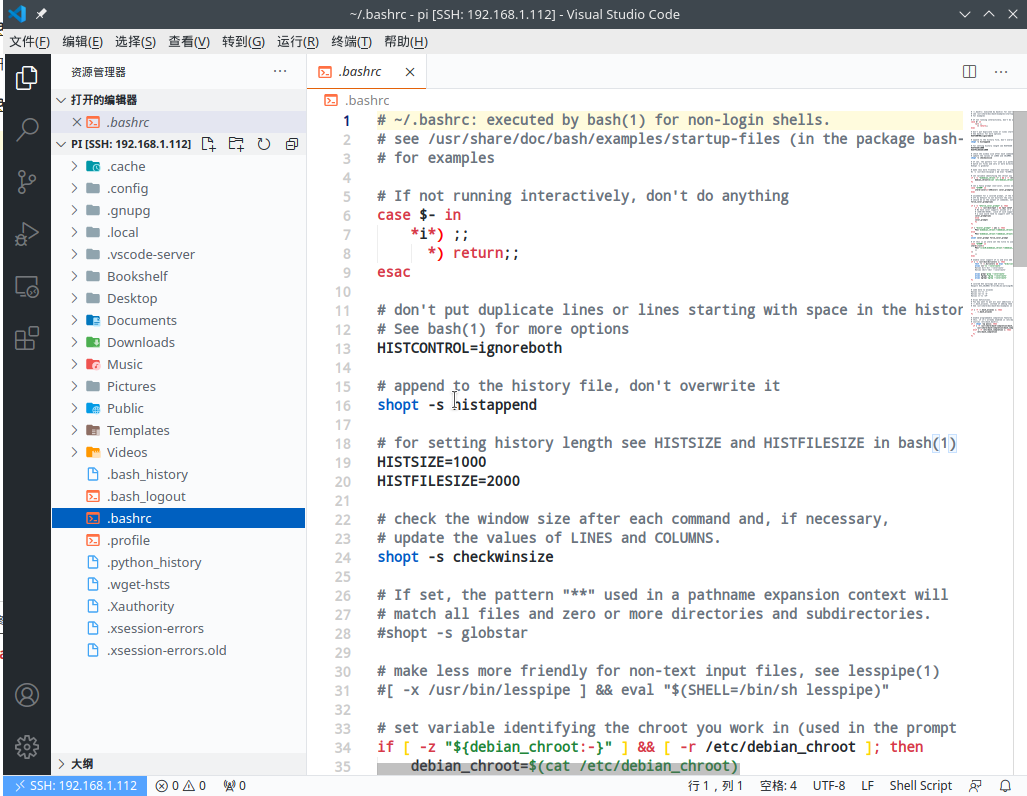 ~/.bashrc - pi [SSH: 192.168.1.112] - Visual Studio Code
文件(F) 编辑(E) 选择(S) 查看(V) 转到(G) 运行(R) 终端(T) 帮助(H)
资源管理器
打开的编辑器
.bashrc
PI [SSH: 192.168.1.112]
.cache
.config
.gnupg
.local
.vscode-server
Bookshelf
Desktop
Documents
Downloads
Music
Pictures
Public
Templates
Videos
.bash_history
.bash_logout
.bashrc
.profile
.python_history
.wget-hsts
.Xauthority
.xsession-errors
.xsession-errors.old
大纲
.bashrc
.bashrc
1 # ~/.bashrc: executed by bash(1) for non-login shells.
2 # see /usr/share/doc/bash/examples/startup-files (in the package bash-
3 # for examples
4
5 # If not running interactively, don't do anything
6 case $- in
7 *i*) ;;
8 *) return;;
9 esac
10
11 # don't put duplicate lines or lines starting with space in the histor
12 # See bash(1) for more options
13 HISTCONTROL=ignoreboth
14
15 # append to the history file, don't overwrite it
16 shopt -s histappend
17
18 # for setting history length see HISTSIZE and HISTFILESIZE in bash(1)
19 HISTSIZE=1000
20 HISTFILESIZE=2000
21
22 # check the window size after each command and, if necessary,
23 # update the values of LINES and COLUMNS.
24 shopt -s checkwinsize
25
26 # If set, the pattern "**" used in a pathname expansion context will
27 # match all files and zero or more directories and subdirectories.
28 #shopt -s globstar
29
30 # make less more friendly for non-text input files, see lesspipe(1)
31 #[ -x /usr/bin/lesspipe ] && eval "$(SHELL=/bin/sh lesspipe)"
32
33 # set variable identifying the chroot you work in (used in the prompt
34 if [ -z "${debian_chroot:-}" ] && [ -r /etc/debian_chroot ]; then
35 debian_chroot=$(cat /etc/debian_chroot)
SSH: 192.168.1.112 0 0 0 行 1，列 1 空格: 4 UTF-8 LF Shell Script